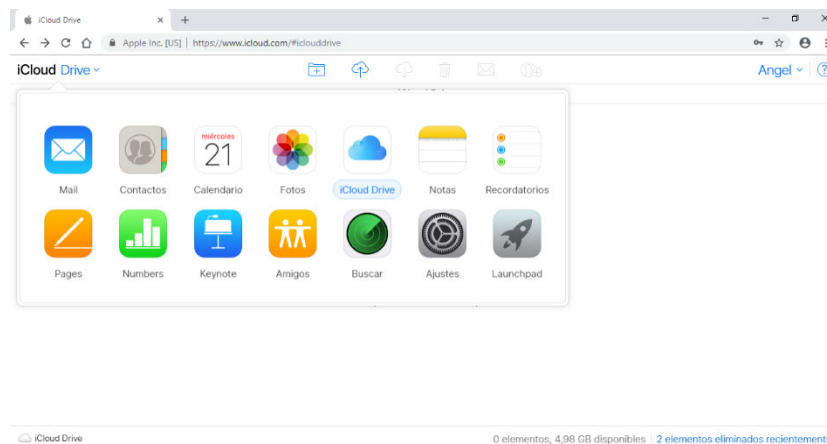 iCloud Drive
Apple Inc. [US] | https://www.icloud.com/#iclouddrive
iCloud Drive
Angel
miércoles
21
Mail Contactos Calendario Fotos iCloud Drive Notas Recordatorios
Pages Numbers Keynote Amigos Buscar Ajustes Launchpad
iCloud Drive
0 elementos, 4,98 GB disponibles | 2 elementos eliminados recientemente